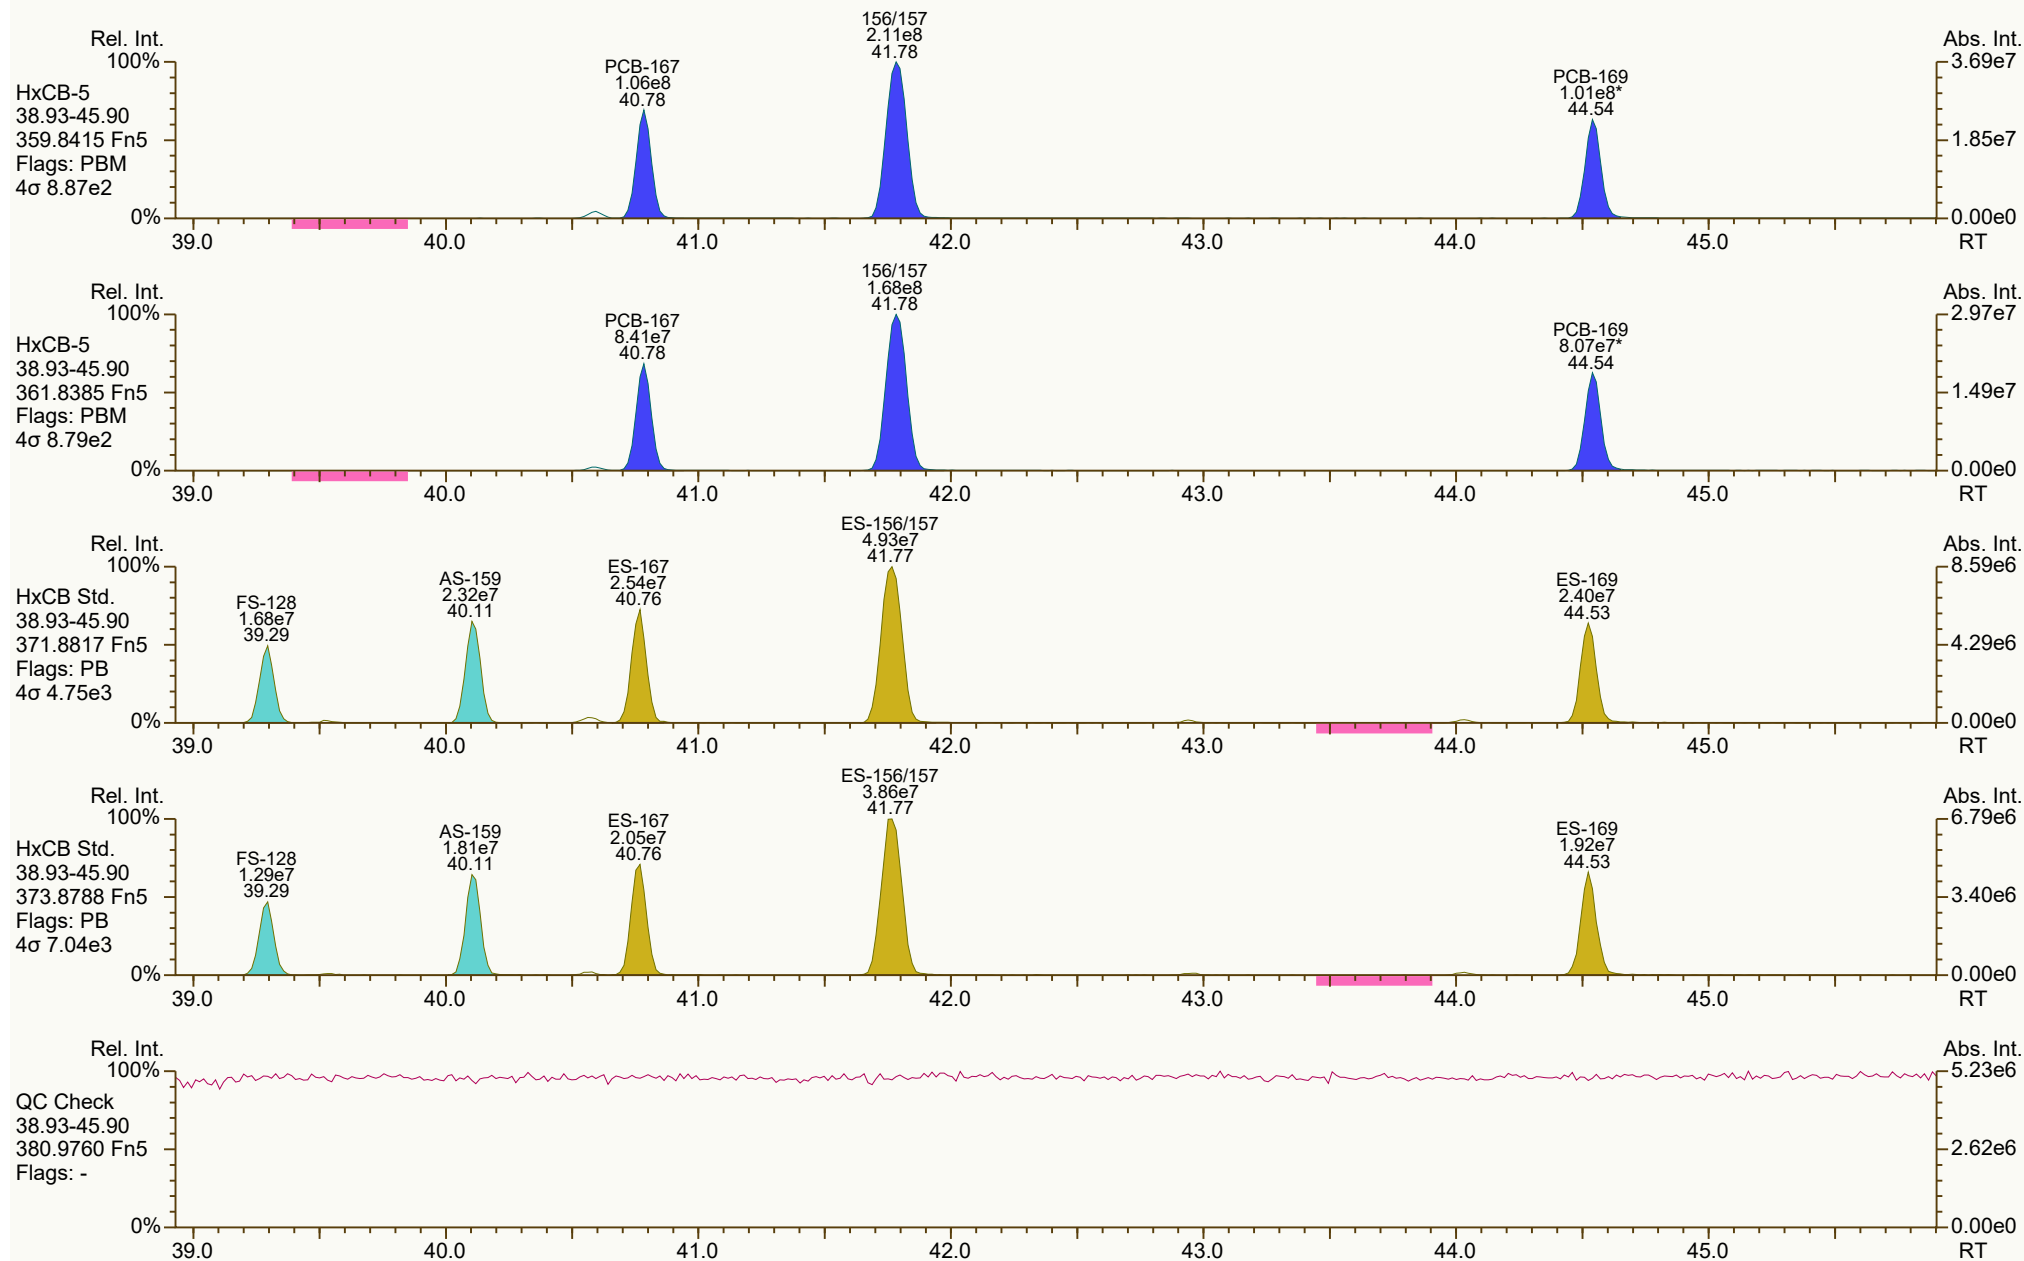 156/157
2.11e8
41.78
Rel. Int.
Abs. Int.
100%
3.69e7
PCB-167
1.06e8
40.78
PCB-169
1.01e8*
44.54
HxCB-5
38.93-45.90
359.8415 Fn5
Flags: PBM
4σ 8.87e2
1.85e7
0%
0.00e0
39.0 40.0 41.0 42.0 43.0 44.0 45.0 RT
156/157
1.68e8
41.78
Rel. Int.
Abs. Int.
100%
2.97e7
PCB-167
8.41e7
40.78
PCB-169
8.07e7*
44.54
HxCB-5
38.93-45.90
361.8385 Fn5
Flags: PBM
4σ 8.79e2
1.49e7
0%
0.00e0
39.0 40.0 41.0 42.0 43.0 44.0 45.0 RT
ES-156/157
4.93e7
41.77
Rel. Int.
Abs. Int.
100%
8.59e6
FS-128
1.68e7
39.29
AS-159
2.32e7
40.11
ES-167
2.54e7
40.76
ES-169
2.40e7
44.53
HxCB Std.
38.93-45.90
371.8817 Fn5
Flags: PB
4σ 4.75e3
4.29e6
0%
0.00e0
39.0 40.0 41.0 42.0 43.0 44.0 45.0 RT
ES-156/157
3.86e7
41.77
Rel. Int.
Abs. Int.
100%
6.79e6
FS-128
1.29e7
39.29
AS-159
1.81e7
40.11
ES-167
2.05e7
40.76
ES-169
1.92e7
44.53
HxCB Std.
38.93-45.90
373.8788 Fn5
Flags: PB
4σ 7.04e3
3.40e6
0%
0.00e0
39.0 40.0 41.0 42.0 43.0 44.0 45.0 RT
Rel. Int.
Abs. Int.
100%
5.23e6
QC Check
38.93-45.90
380.9760 Fn5
Flags: -
2.62e6
0%
0.00e0
39.0 40.0 41.0 42.0 43.0 44.0 45.0 RT